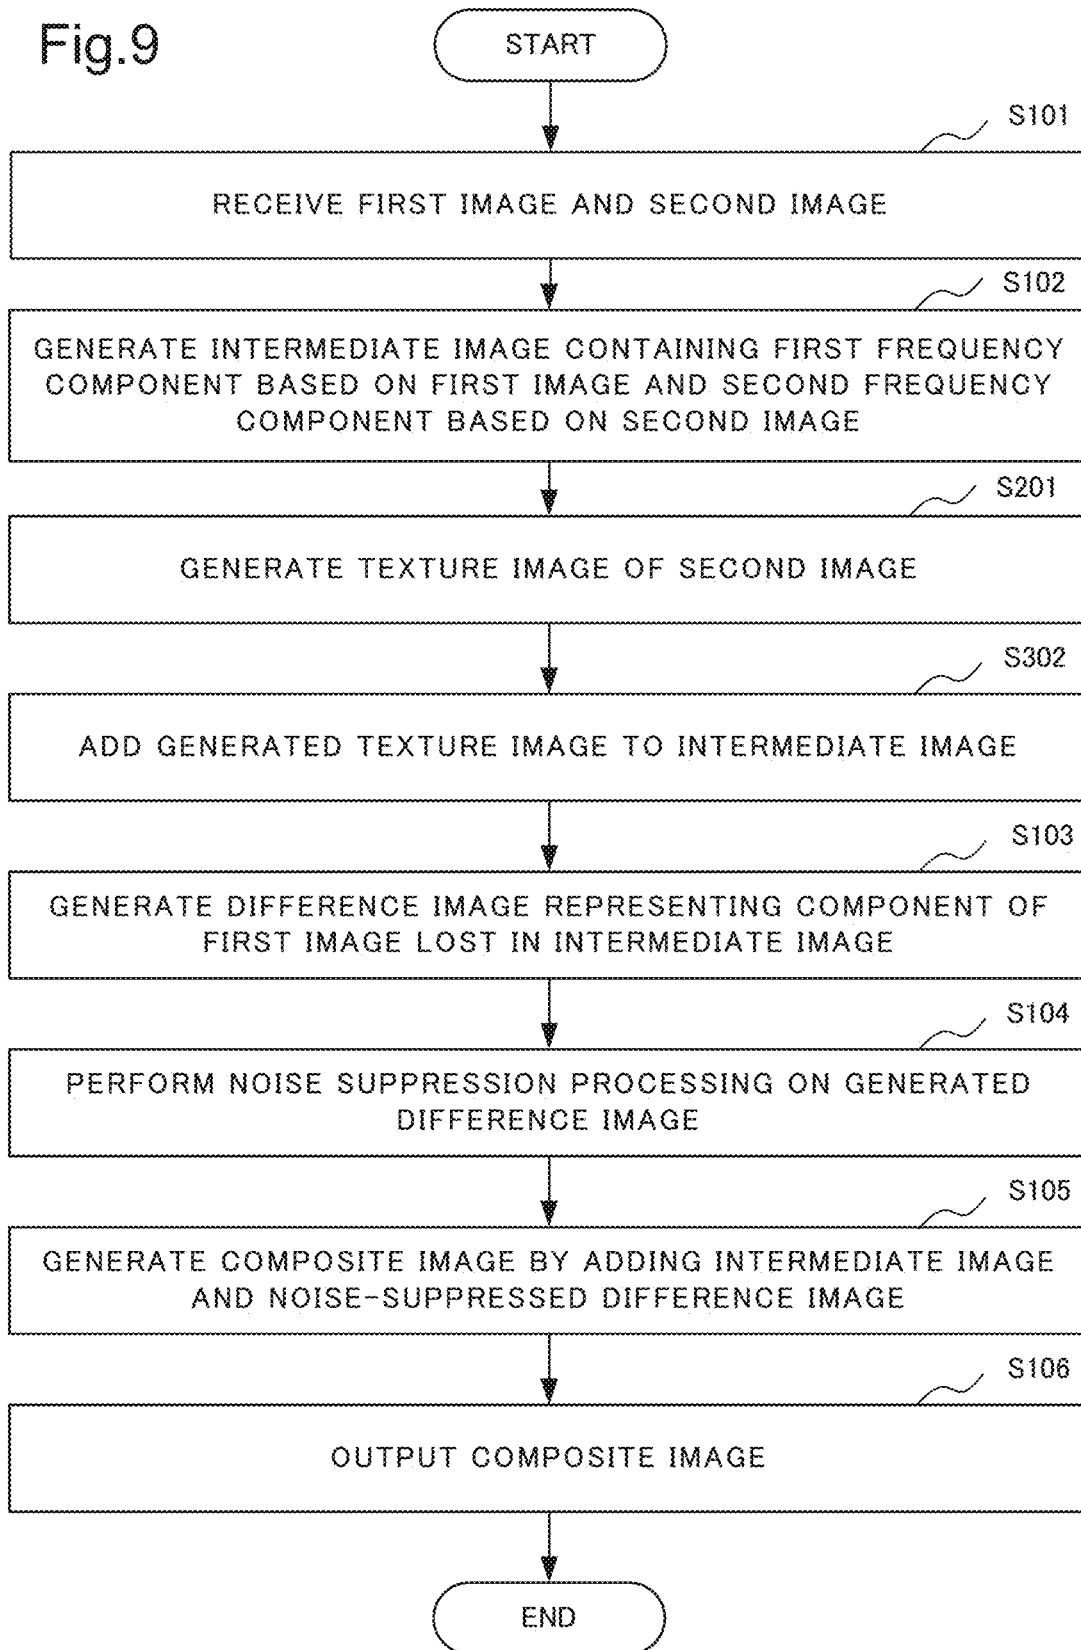 Fig.9
START
S101
RECEIVE FIRST IMAGE AND SECOND IMAGE
S102
GENERATE INTERMEDIATE IMAGE CONTAINING FIRST FREQUENCY
COMPONENT BASED ON FIRST IMAGE AND SECOND FREQUENCY
COMPONENT BASED ON SECOND IMAGE
S201
GENERATE TEXTURE IMAGE OF SECOND IMAGE
S302
ADD GENERATED TEXTURE IMAGE TO INTERMEDIATE IMAGE
S103
GENERATE DIFFERENCE IMAGE REPRESENTING COMPONENT OF
FIRST IMAGE LOST IN INTERMEDIATE IMAGE
S104
PERFORM NOISE SUPPRESSION PROCESSING ON GENERATED
DIFFERENCE IMAGE
S105
GENERATE COMPOSITE IMAGE BY ADDING INTERMEDIATE IMAGE
AND NOISE-SUPPRESSED DIFFERENCE IMAGE
S106
OUTPUT COMPOSITE IMAGE
END